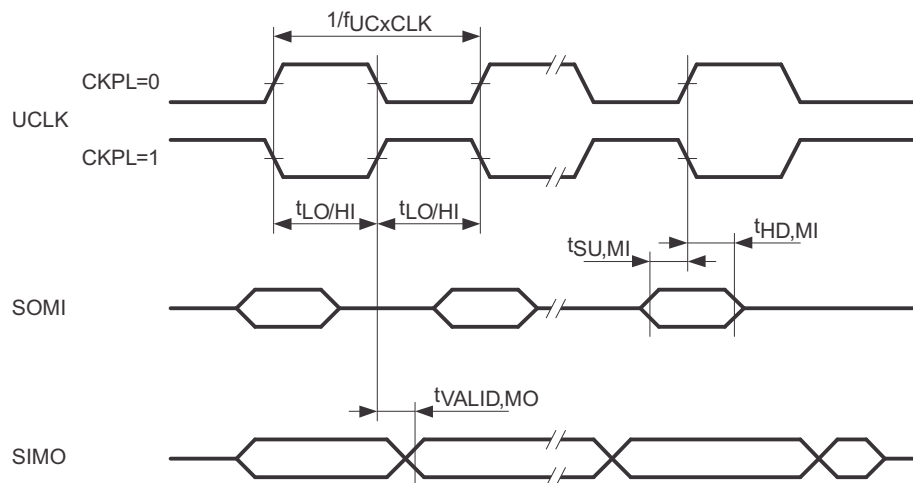 1/fUCxCLK
CKPL=0
UCLK
CKPL=1
tLO/HI tLO/HI
tSU,MI tHD,MI
SOMI
tVALID,MO
SIMO